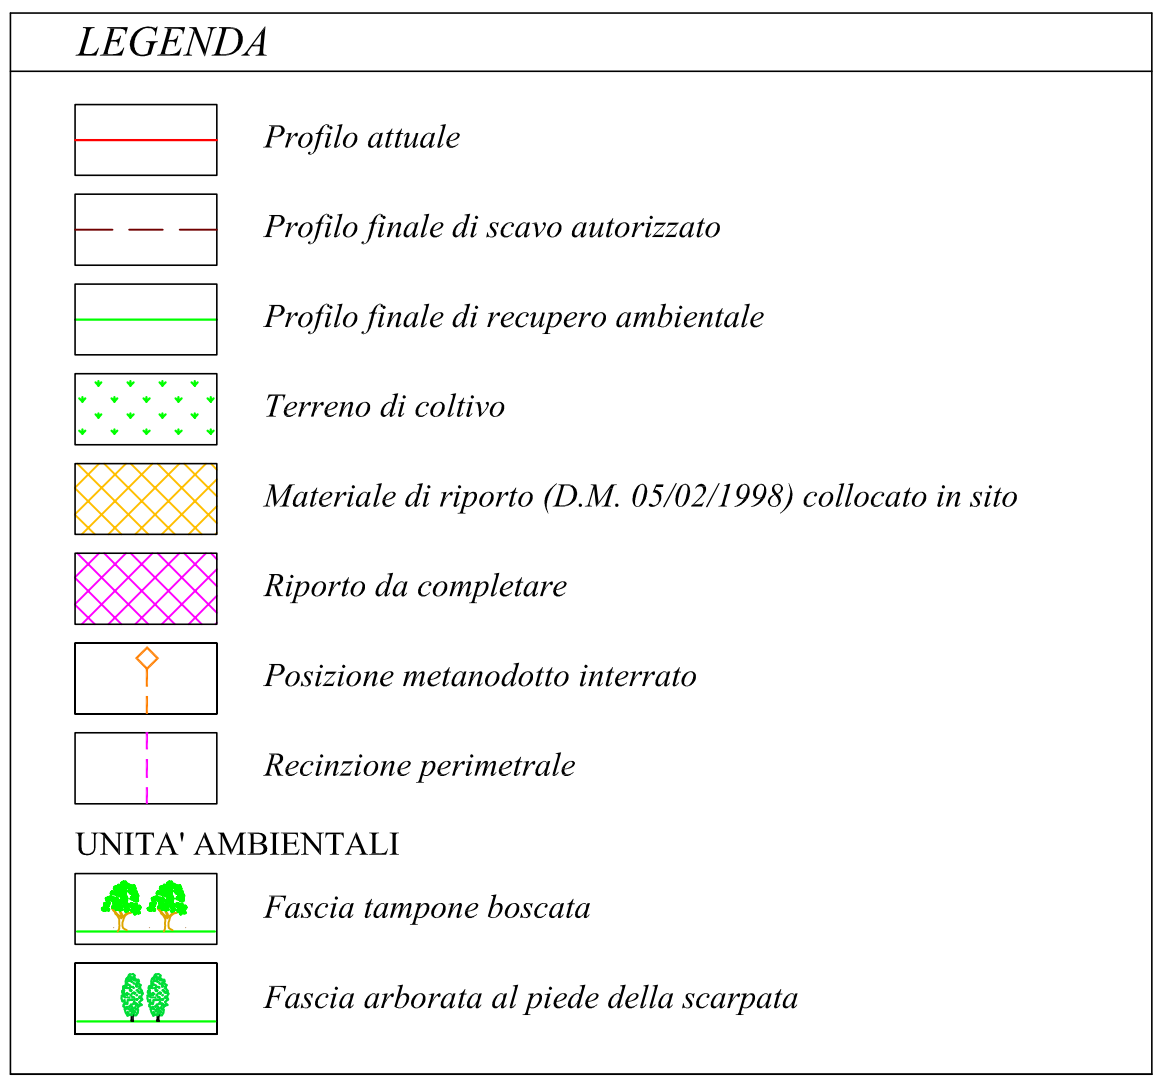 LEGENDA
Profilo attuale
Profilo finale di scavo autorizzato
Profilo finale di recupero ambientale
Terreno di coltivo
Materiale di riporto (D.M. 05/02/1998) collocato in sito
Riporto da completare
Posizione metanodotto interrato
Recinzione perimetrale
UNITA' AMBIENTALI
Fascia tampone boscata
Fascia arborata al piede della scarpata